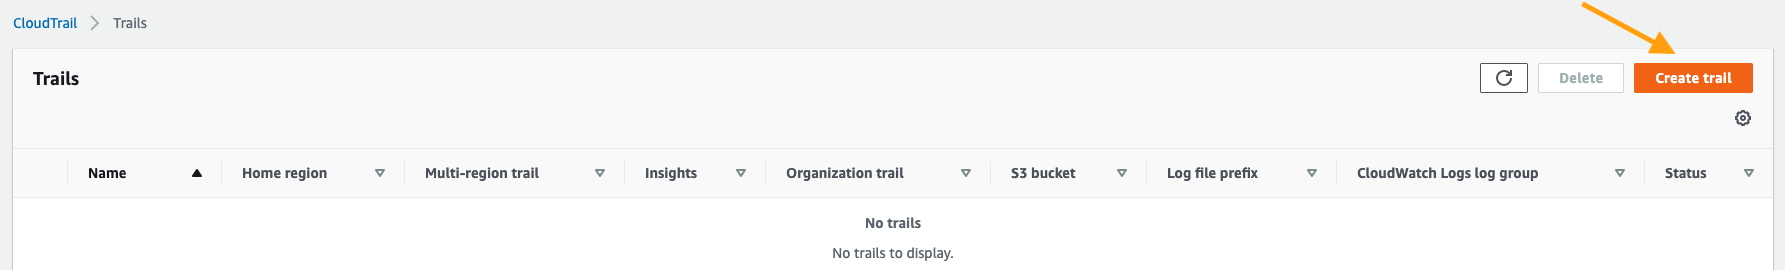 CloudTrail Trails
Trails
Delete Create trail
Name Home region Multi-region trail Insights Organization trail S3 bucket Log file prefix CloudWatch Logs log group Status
No trails
No trails to display.